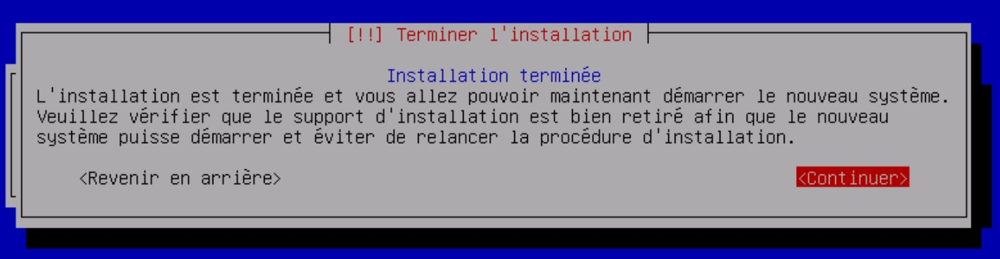 [!!] Terminer l'installation
Installation terminée
L'installation est terminée et vous allez pouvoir maintenant démarrer le nouveau système.
Veuillez vérifier que le support d'installation est bien retiré afin que le nouveau
système puisse démarrer et éviter de relancer la procédure d'installation.
<Revenir en arrière> <Continuer>